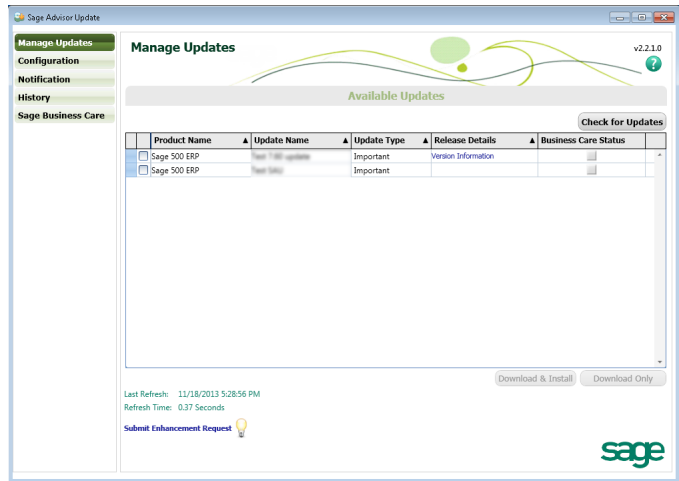 Sage Advisor Update
Manage Updates
Configuration
Notification
History
Sage Business Care
Manage Updates
v2.2.1.0
?
Available Updates
Check for Updates
Product Name Update Name Update Type Release Details Business Care Status
Sage 500 ERP Important Version Information
Sage 500 ERP Important
Download & Install Download Only
Last Refresh: 11/18/2013 5:28:56 PM
Refresh Time: 0.37 Seconds
Submit Enhancement Request
sage